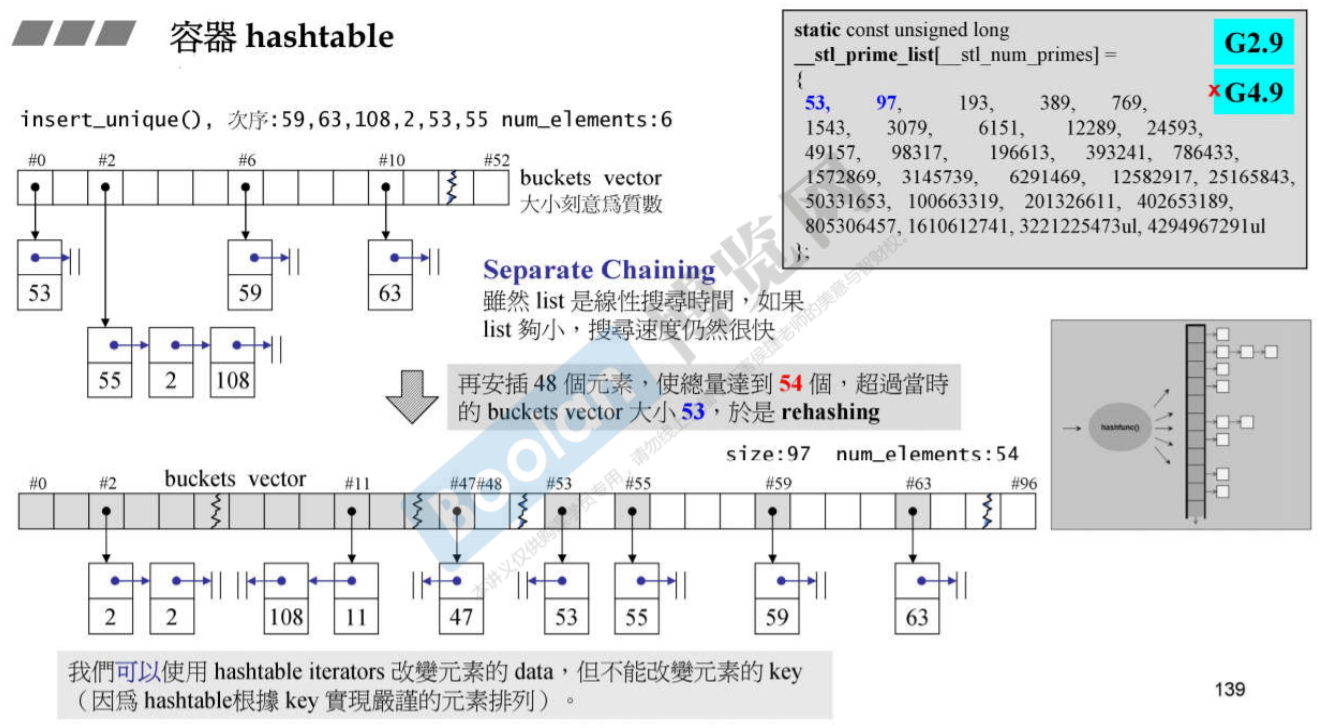 容器 hashtable
static const unsigned long
__stl_prime_list[__stl_num_primes] =
{
53, 97, 193, 389, 769,
1543, 3079, 6151, 12289, 24593,
49157, 98317, 196613, 393241, 786433,
1572869, 3145739, 6291469, 12582917, 25165843,
50331653, 100663319, 201326611, 402653189,
805306457, 1610612741, 3221225473ul, 4294967291ul
};
G2.9
x G4.9
insert_unique(), 次序:59,63,108,2,53,55 num_elements:6
#0 #2 #6 #10 #52
buckets vector
大小刻意爲質數
53 59 63
55 2 108
Separate Chaining
雖然 list 是線性搜尋時間，如果
list 夠小，搜尋速度仍然很快
再安插 48 個元素，使總量達到 54 個，超過當時
的 buckets vector 大小 53，於是 rehashing
hashfunc()
size:97 num_elements:54
buckets vector
#0 #2 #11 #47 #48 #53 #55 #59 #63 #96
2 2 108 11 47 53 55 59 63
我們可以使用 hashtable iterators 改變元素的 data，但不能改變元素的 key
（因爲 hashtable根據 key 實現嚴謹的元素排列）。
139
Boolan 博览网